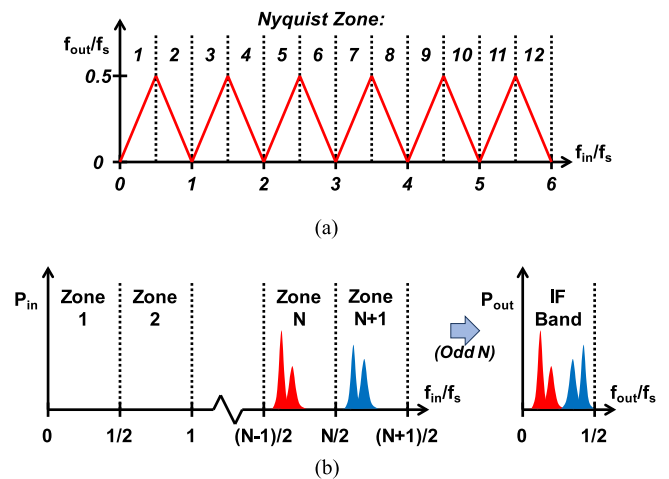 Nyquist Zone:
f_out/f_s
1 2 3 4 5 6 7 8 9 10 11 12
0.5
0
f_in/f_s
0 1 2 3 4 5 6
(a)
P_in
Zone 1
Zone 2
Zone N
Zone N+1
(Odd N)
P_out
IF Band
f_in/f_s
f_out/f_s
0 1/2 1 (N-1)/2 N/2 (N+1)/2
0 1/2
(b)